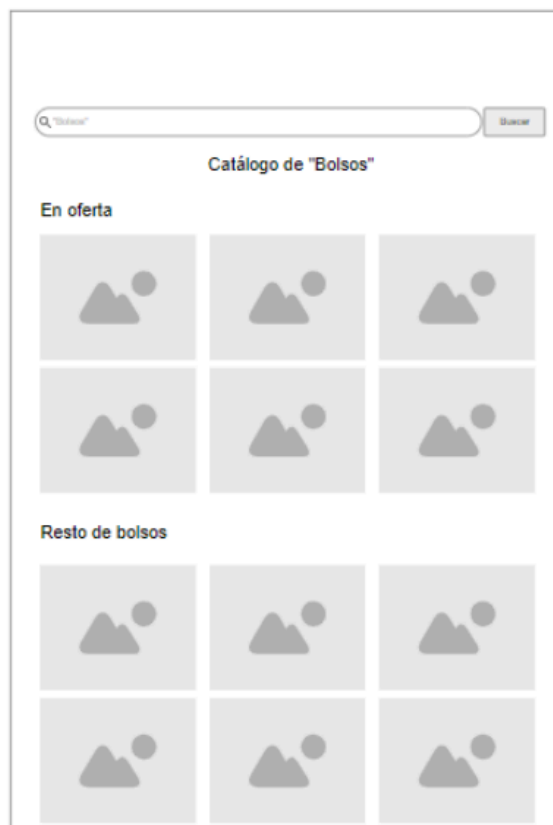 "Bolsos"
Buscar
Catálogo de "Bolsos"
En oferta
Resto de bolsos